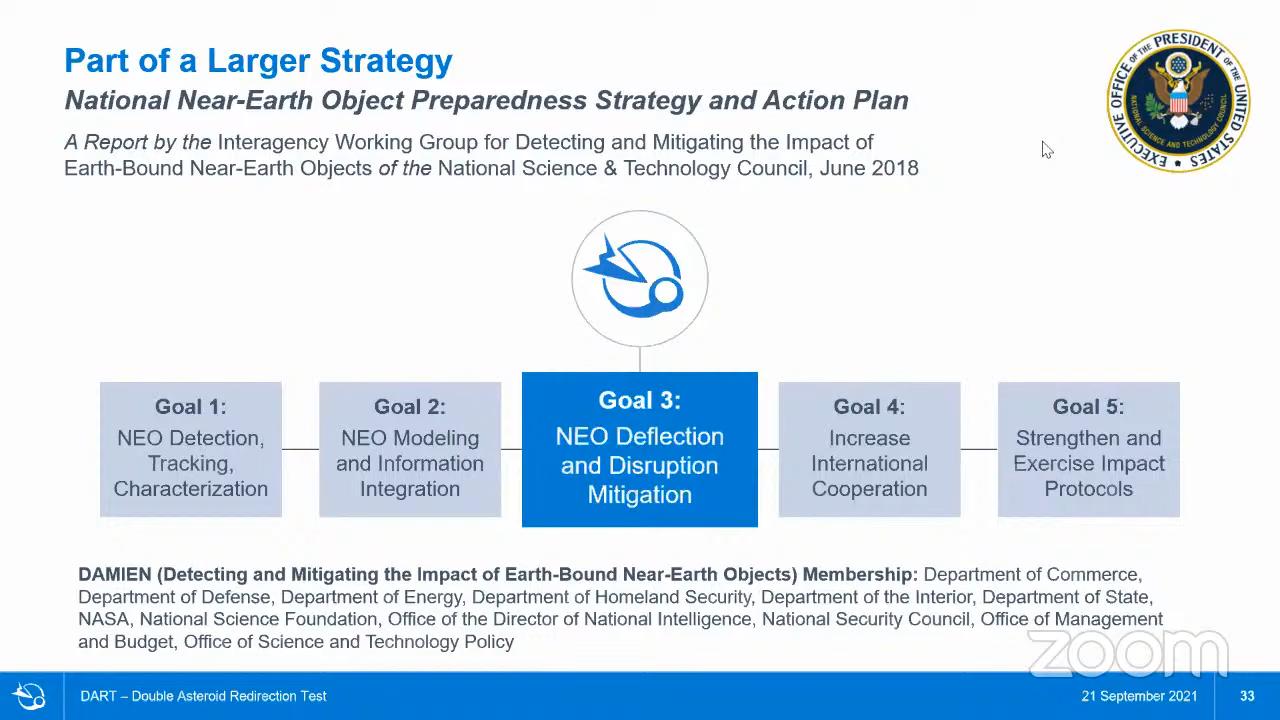 Part of a Larger Strategy
National Near-Earth Object Preparedness Strategy and Action Plan
A Report by the Interagency Working Group for Detecting and Mitigating the Impact of
Earth-Bound Near-Earth Objects of the National Science & Technology Council, June 2018
EXECUTIVE OFFICE OF THE PRESIDENT OF THE UNITED STATES
NATIONAL SCIENCE AND TECHNOLOGY COUNCIL
Goal 1:
NEO Detection,
Tracking,
Characterization
Goal 2:
NEO Modeling
and Information
Integration
Goal 3:
NEO Deflection
and Disruption
Mitigation
Goal 4:
Increase
International
Cooperation
Goal 5:
Strengthen and
Exercise Impact
Protocols
DAMIEN (Detecting and Mitigating the Impact of Earth-Bound Near-Earth Objects) Membership: Department of Commerce,
Department of Defense, Department of Energy, Department of Homeland Security, Department of the Interior, Department of State,
NASA, National Science Foundation, Office of the Director of National Intelligence, National Security Council, Office of Management
and Budget, Office of Science and Technology Policy
zoom
DART – Double Asteroid Redirection Test
21 September 2021
33